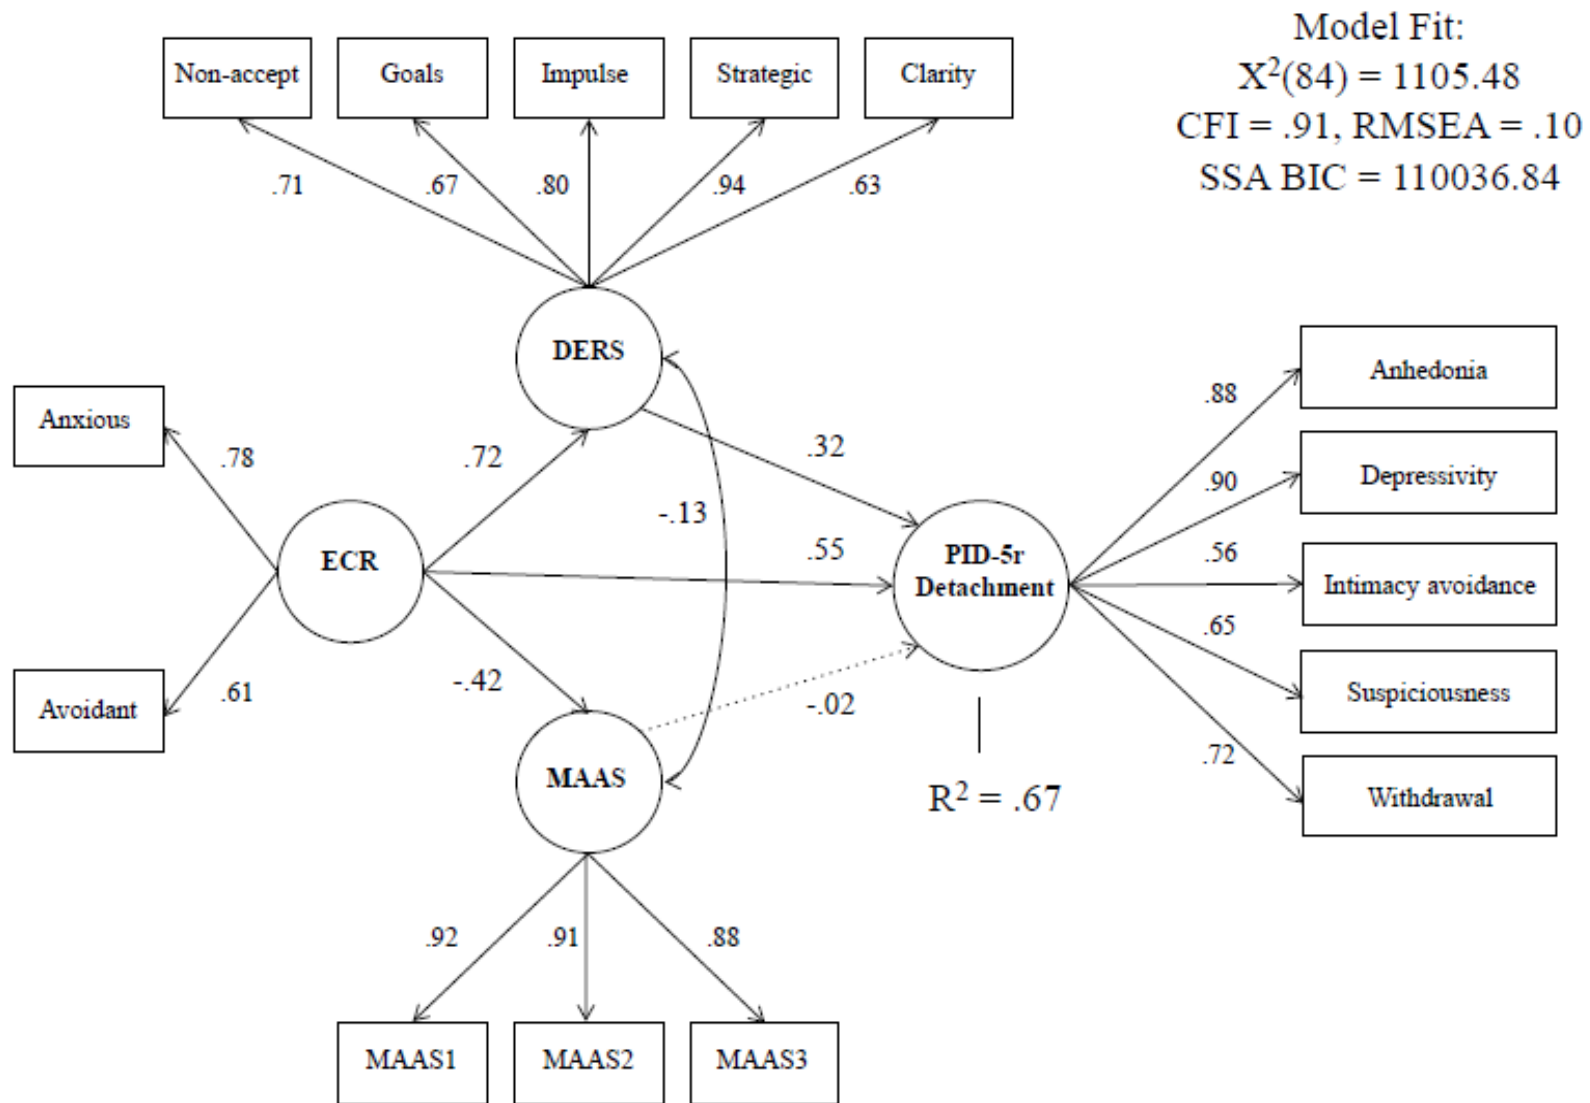 Model Fit:
X²(84) = 1105.48
CFI = .91, RMSEA = .10
SSA BIC = 110036.84
Non-accept
Goals
Impulse
Strategic
Clarity
.71
.67
.80
.94
.63
DERS
Anxious
.78
.72
.32
-.13
ECR
.55
Avoidant
.61
-.42
-.02
MAAS
PID-5r
Detachment
R² = .67
.88
Anhedonia
.90
Depressivity
.56
Intimacy avoidance
.65
Suspiciousness
.72
Withdrawal
.92
.91
.88
MAAS1
MAAS2
MAAS3